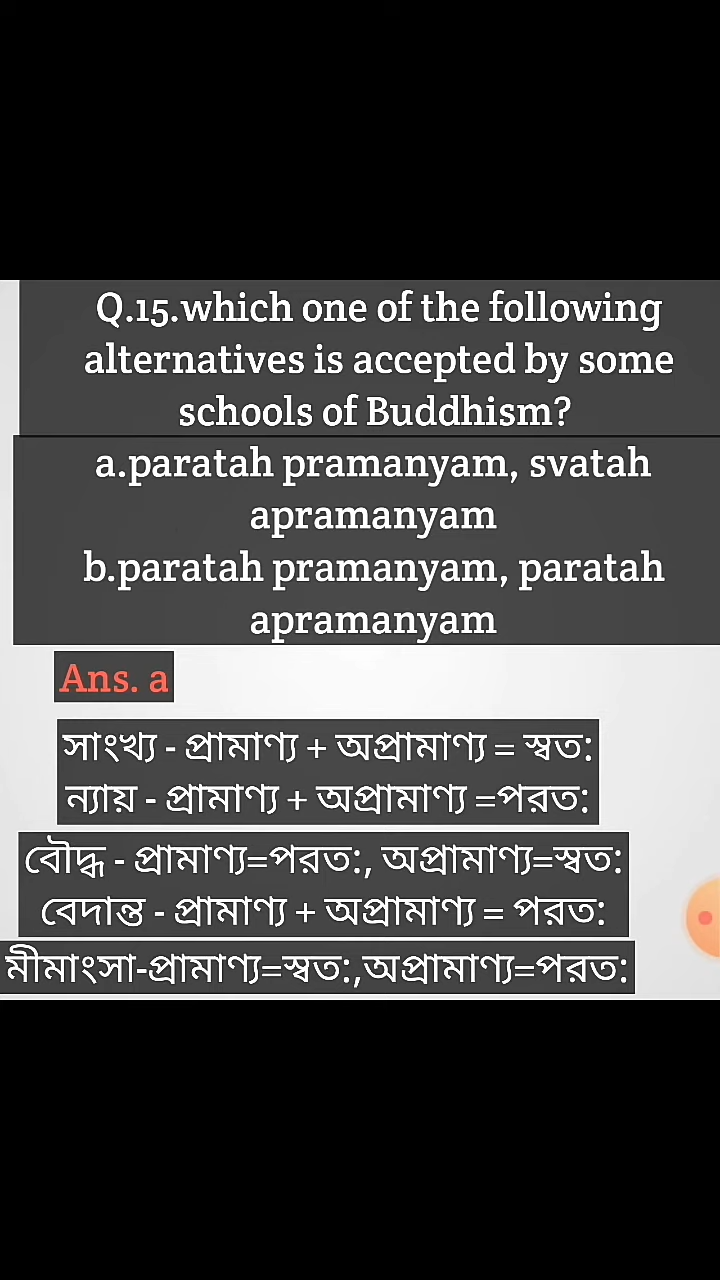 Q.15.which one of the following
alternatives is accepted by some
schools of Buddhism?
a.paratah pramanyam, svatah
apramanyam
b.paratah pramanyam, paratah
apramanyam
Ans. a
সাংখ্য - প্রামাণ্য + অপ্রামাণ্য = স্বত:
ন্যায় - প্রামাণ্য + অপ্রামাণ্য =পরত:
বৌদ্ধ - প্রামাণ্য=পরত:, অপ্রামাণ্য=স্বত:
বেদান্ত - প্রামাণ্য + অপ্রামাণ্য = পরত:
মীমাংসা-প্রামাণ্য=স্বত:,অপ্রামাণ্য=পরত: